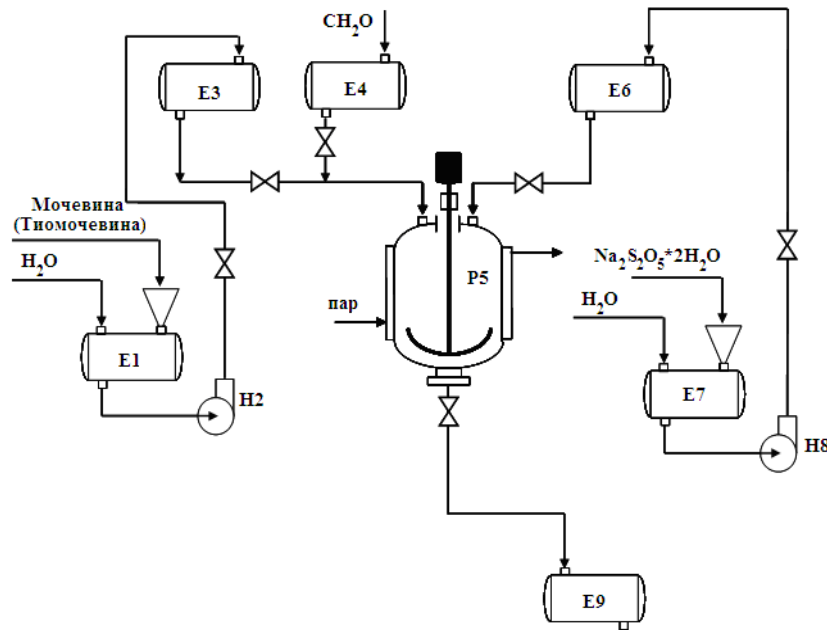 CH₂O
E3
E4
E6
Мочевина
(Тиомочевина)
H₂O
P5
Na₂S₂O₅*2H₂O
пар
H₂O
E1
E7
H2
H8
E9